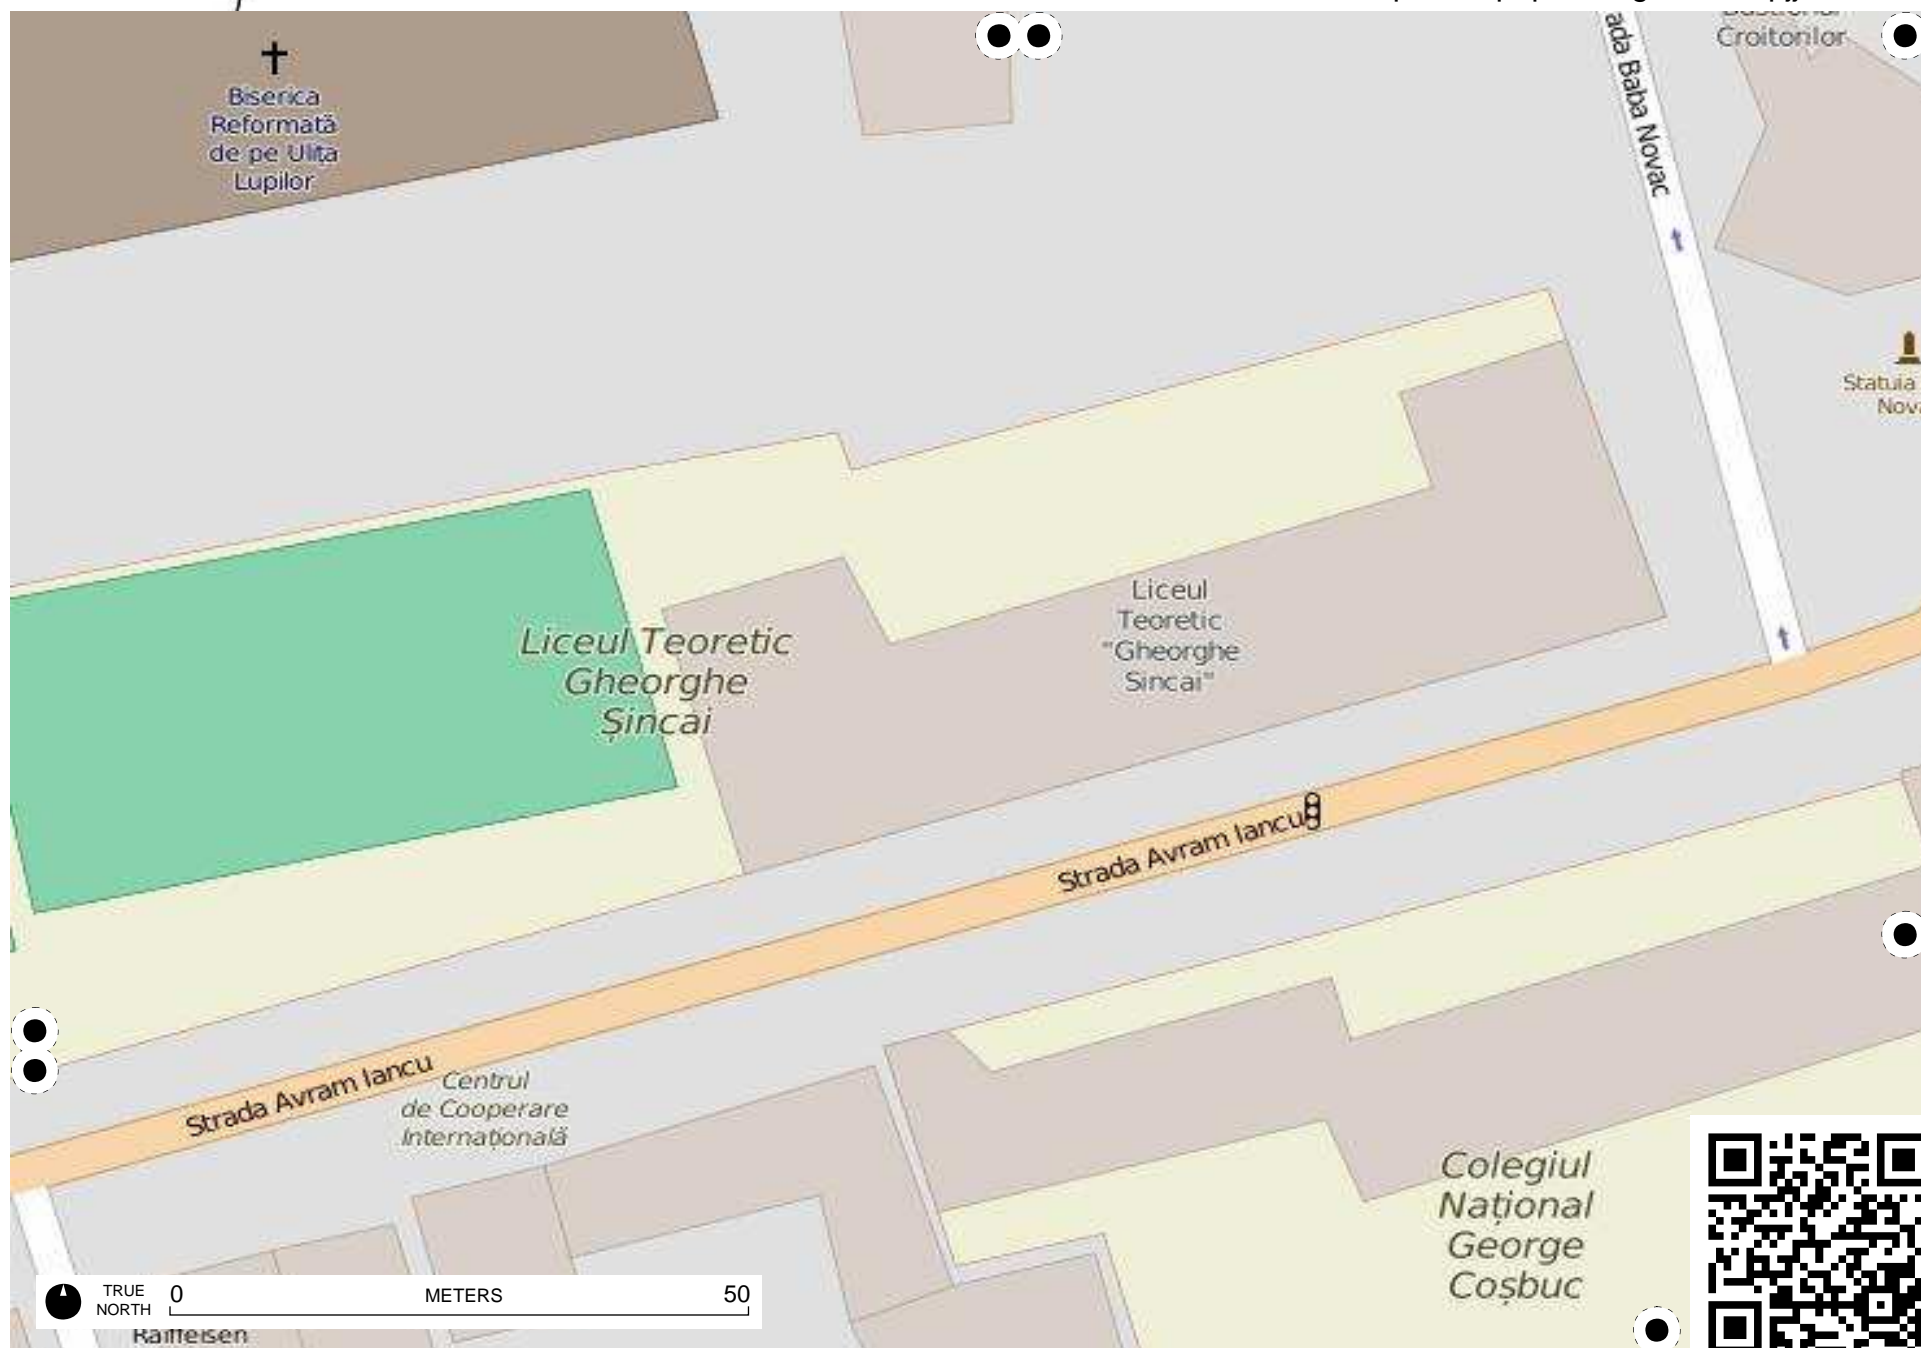 Croitorilor
Biserica
Reformată
de pe Ulița
Lupilor
ada Baba Novac
Statuia
Liceul Teoretic
Gheorghe
Șincai
Liceul
Teoretic
"Gheorghe
Sincai"
Strada Avram Iancu
Strada Avram Iancu
Centrul
de Cooperare
Internațională
Colegiul
Național
George
Coșbuc
TRUE
NORTH
0 METERS 50
Raiffeisen